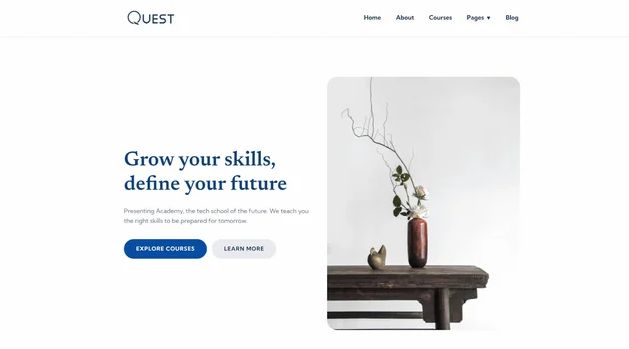 QUEST
Home About Courses Pages ▼ Blog
Grow your skills,
define your future
Presenting Academy, the tech school of the future. We teach you
the right skills to be prepared for tomorrow.
EXPLORE COURSES LEARN MORE